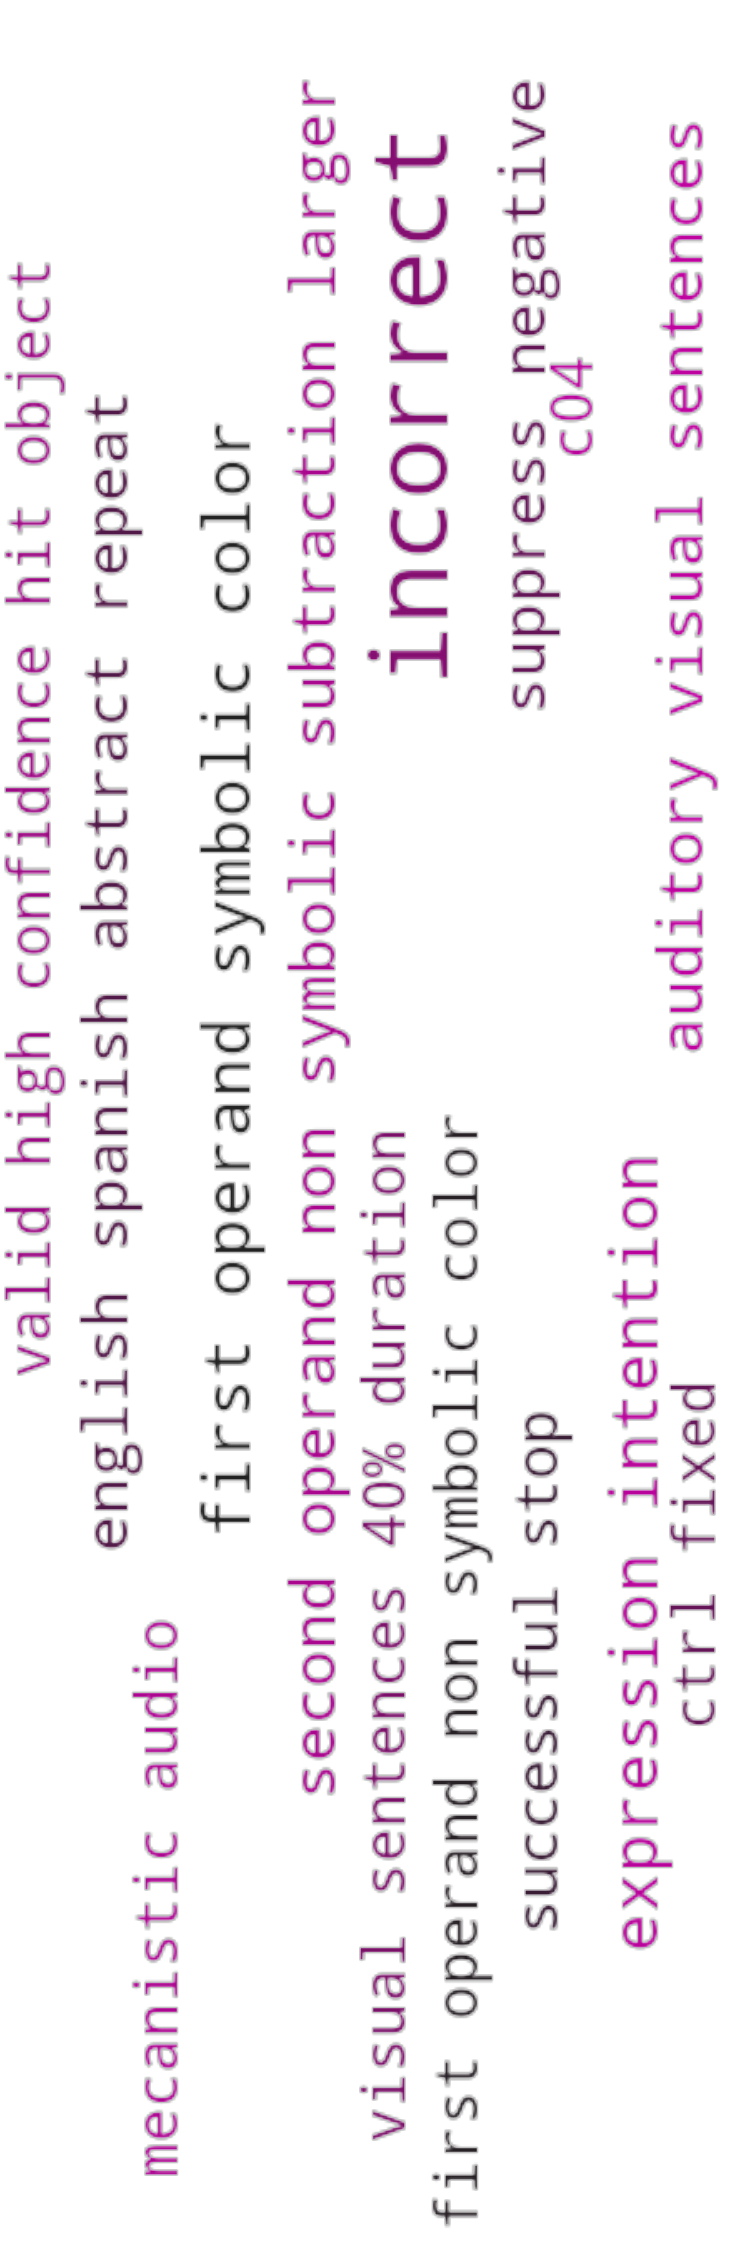 valid high confidence hit object
english spanish abstract repeat
mecanistic audio
first operand symbolic color
second operand non symbolic subtraction larger
visual sentences 40% duration
incorrect
first operand non symbolic color
suppress negative
successful stop
c04
expression intention
auditory visual sentences
ctrl fixed